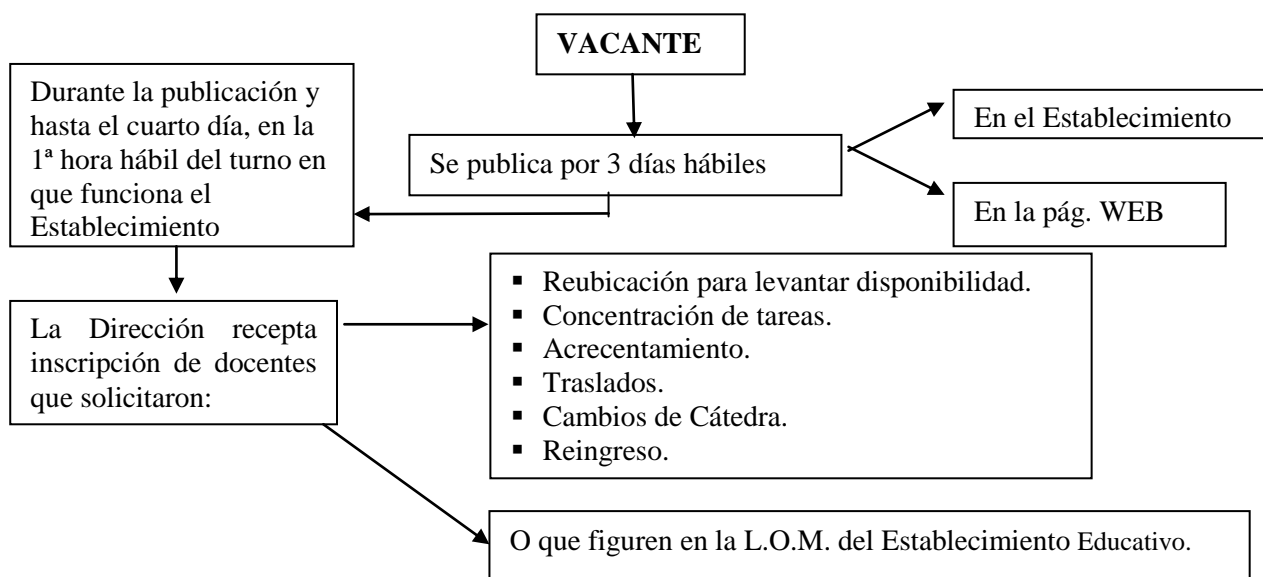 VACANTE
Durante la publicación y
hasta el cuarto día, en la
1ª hora hábil del turno en
que funciona el
Establecimiento
Se publica por 3 días hábiles
En el Establecimiento
En la pág. WEB
La Dirección recepta
inscripción de docentes
que solicitaron:
▪ Reubicación para levantar disponibilidad.
▪ Concentración de tareas.
▪ Acrecentamiento.
▪ Traslados.
▪ Cambios de Cátedra.
▪ Reingreso.
O que figuren en la L.O.M. del Establecimiento Educativo.